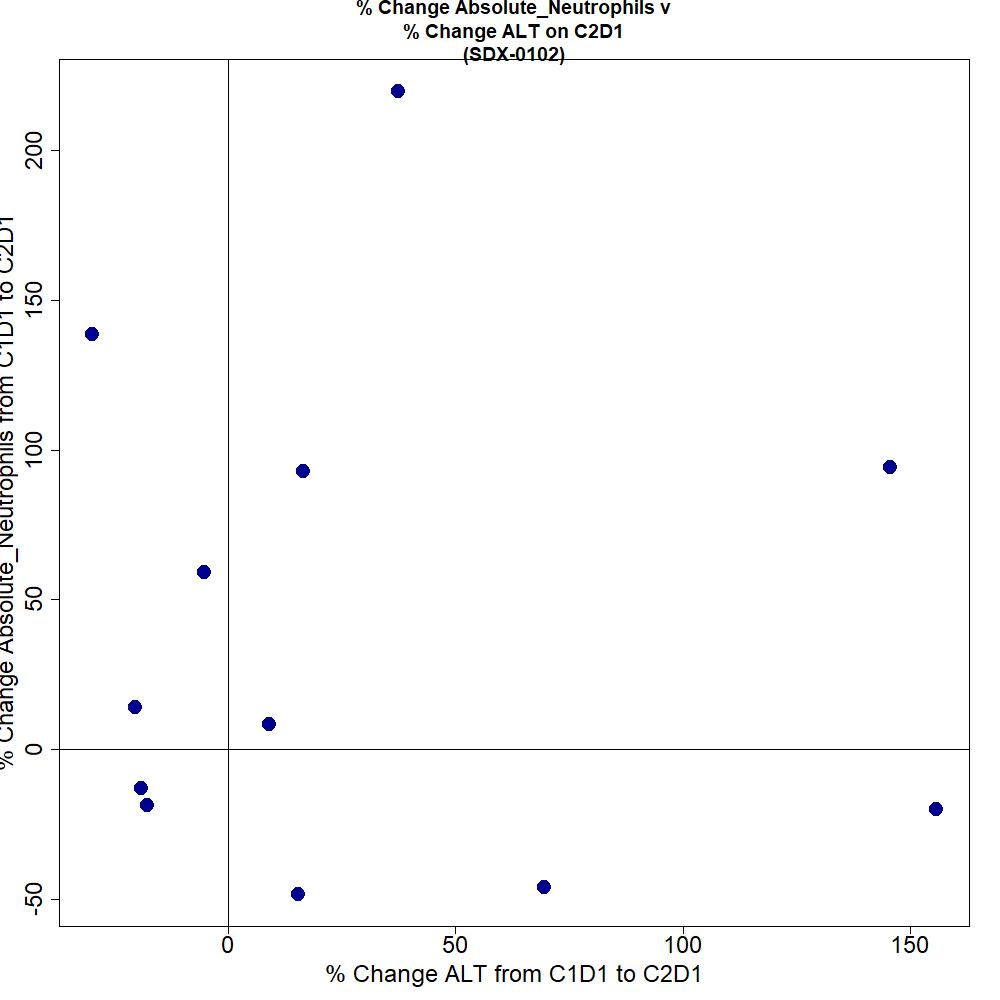 % Change Absolute_Neutrophils v
% Change ALT on C2D1
(SDX-0102)
% Change Absolute_Neutrophils from C1D1 to C2D1
200
150
100
50
0
-50
0
50
100
150
% Change ALT from C1D1 to C2D1